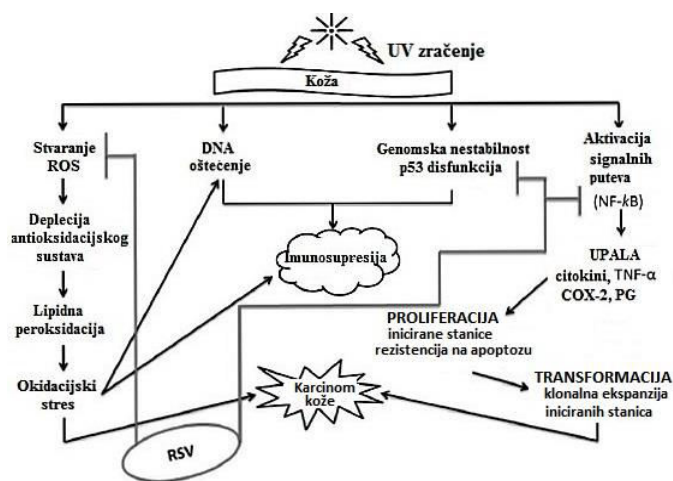 UV zračenje
Koža
Stvaranje
ROS
DNA
oštećenje
Genomska nestabilnost
p53 disfunkcija
Aktivacija
signalnih
puteva
(NF-kB)
Deplecija
antioksidacijskog
sustava
Imunosupresija
UPALA
citokini, TNF-α
COX-2, PG
Lipidna
peroksidacija
PROLIFERACIJA
inicirane stanice
rezistencija na apoptozu
Okidacijski
stres
Karcinom
kože
TRANSFORMACIJA
klonalna ekspanzija
iniciranih stanica
RSV